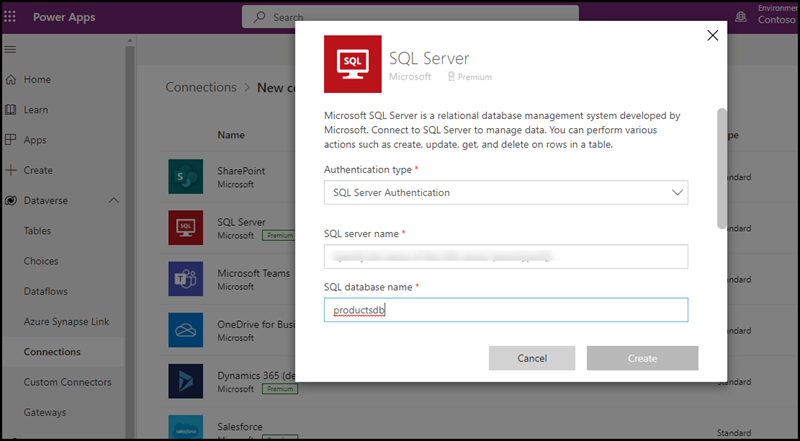 Power Apps
Search
Environment
Contoso
Home
Learn
Apps
Create
Dataverse
Tables
Choices
Dataflows
Azure Synapse Link
Connections
Custom Connectors
Gateways
Connections > New co
Name
Type
SharePoint
Microsoft
Standard
SQL
SQL Server
Microsoft Premium
Standard
Microsoft Teams
Microsoft
Standard
OneDrive for Busi
Microsoft
Standard
Dynamics 365 (de
Microsoft Premium
Standard
salesforce
Salesforce
Microsoft
Standard
SQL
SQL Server
Microsoft Premium
Microsoft SQL Server is a relational database management system developed by
Microsoft. Connect to SQL Server to manage data. You can perform various
actions such as create, update, get, and delete on rows in a table.
Authentication type *
SQL Server Authentication
SQL server name *
SQL database name *
productsdb
Cancel
Create